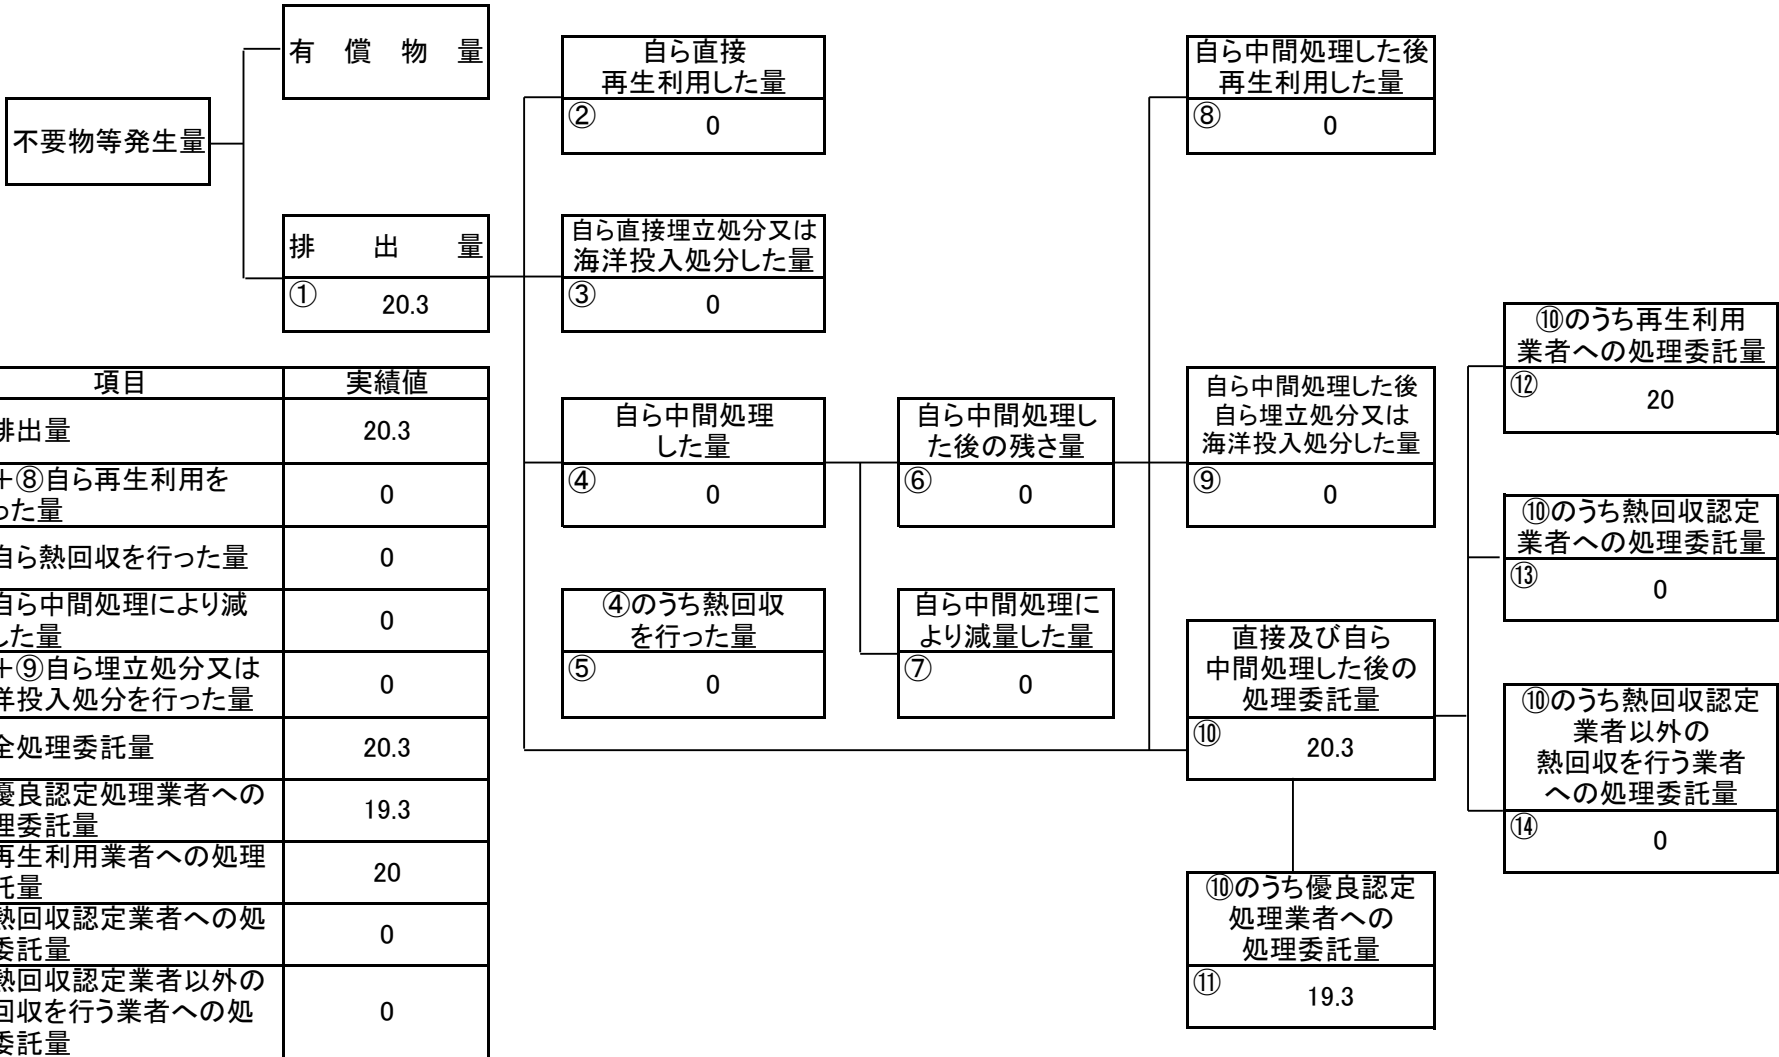 有償物量
不要物等発生量
排出量
① 20.3
自ら直接
再生利用した量
② 0
自ら直接埋立処分又は
海洋投入処分した量
③ 0
自ら中間処理
した量
④ 0
④のうち熱回収
を行った量
⑤ 0
自ら中間処理し
た後の残さ量
⑥ 0
自ら中間処理に
より減量した量
⑦ 0
自ら中間処理した後
再生利用した量
⑧ 0
自ら中間処理した後
自ら埋立処分又は
海洋投入処分した量
⑨ 0
直接及び自ら
中間処理した後の
処理委託量
⑩ 20.3
⑩のうち優良認定
処理業者への
処理委託量
⑪ 19.3
⑩のうち再生利用
業者への処理委託量
⑫ 20
⑩のうち熱回収認定
業者への処理委託量
⑬ 0
⑩のうち熱回収認定
業者以外の
熱回収を行う業者
への処理委託量
⑭ 0
項目 実績値
排出量 20.3
+⑧自ら再生利用を
った量 0
自ら熱回収を行った量 0
自ら中間処理により減
した量 0
+⑨自ら埋立処分又は
洋投入処分を行った量 0
全処理委託量 20.3
優良認定処理業者への
理委託量 19.3
再生利用業者への処理
託量 20
熱回収認定業者への処
委託量 0
熱回収認定業者以外の
回収を行う業者への処
委託量 0